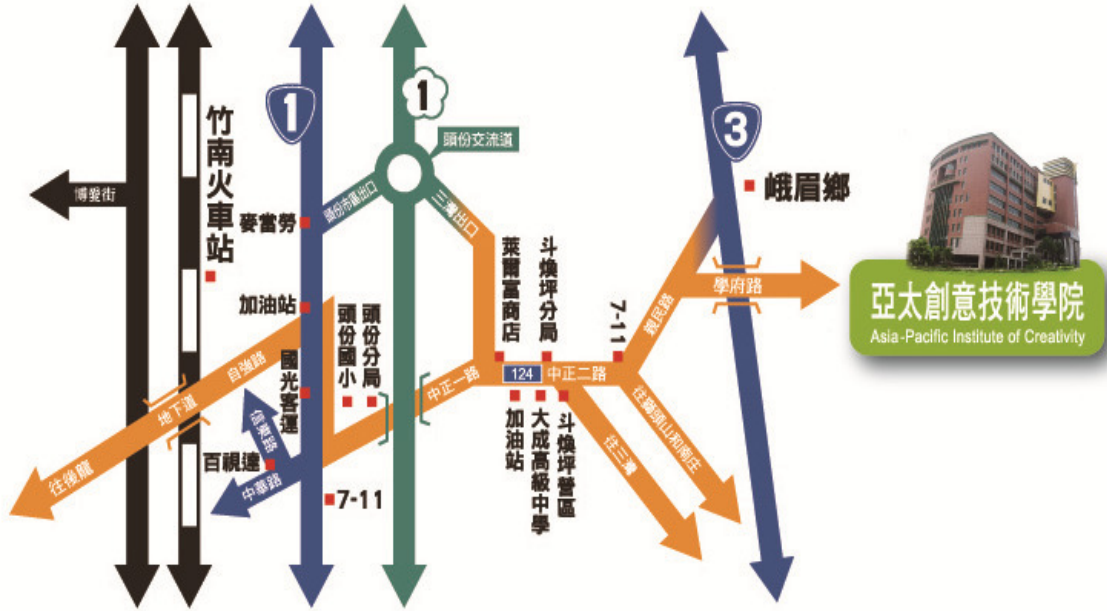 1
1
3
竹南火車站
頭份交流道
博愛街
峨眉鄉
頭份市區出口
三灣出口
麥當勞
萊爾富商店
斗煥坪分局
學府路
亞太創意技術學院
Asia-Pacific Institute of Creativity
加油站
頭份國小
頭份分局
7-11
親民路
自強路
國光客運
中正一路
124
中正二路
地下道
信東路
往獅頭山和南庄
加油站
大成高級中學
斗煥坪營區
往三灣
百視達
往後龍
中華路
7-11